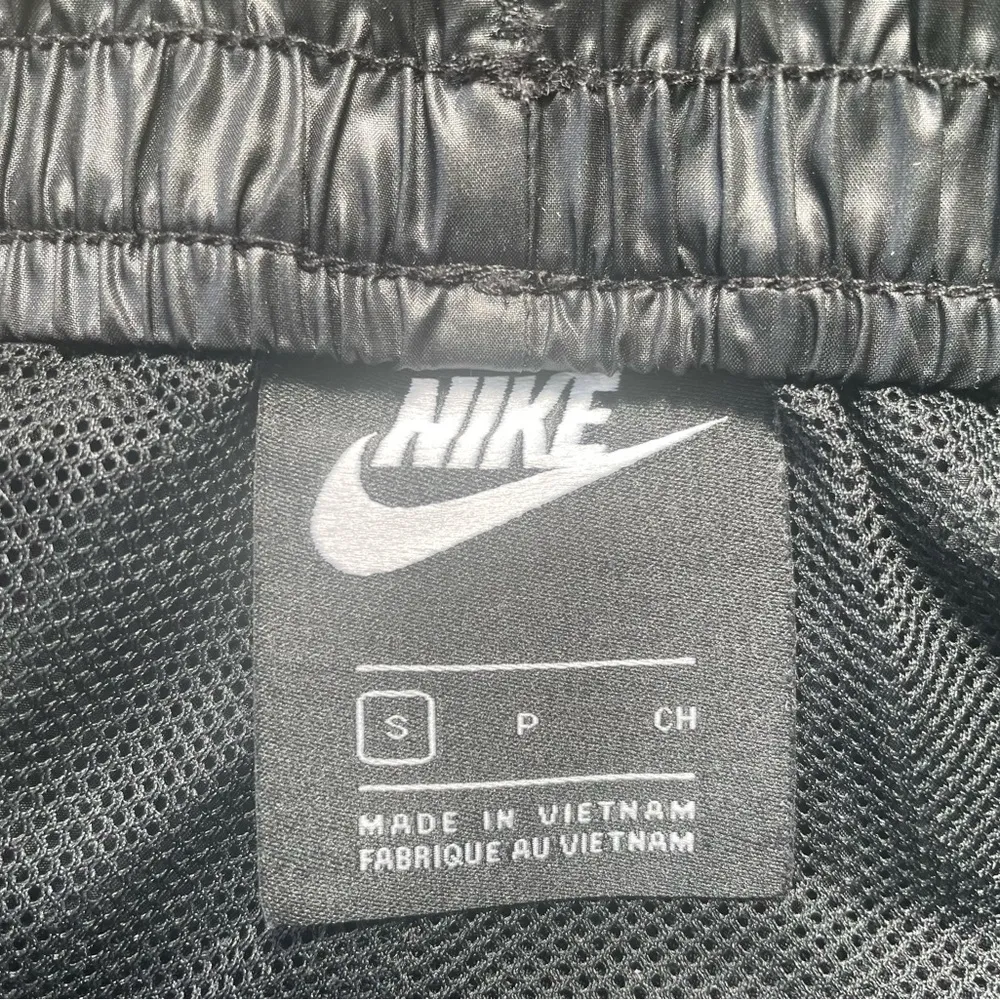 NIKE
S P CH
MADE IN VIETNAM
FABRIQUE AU VIETNAM